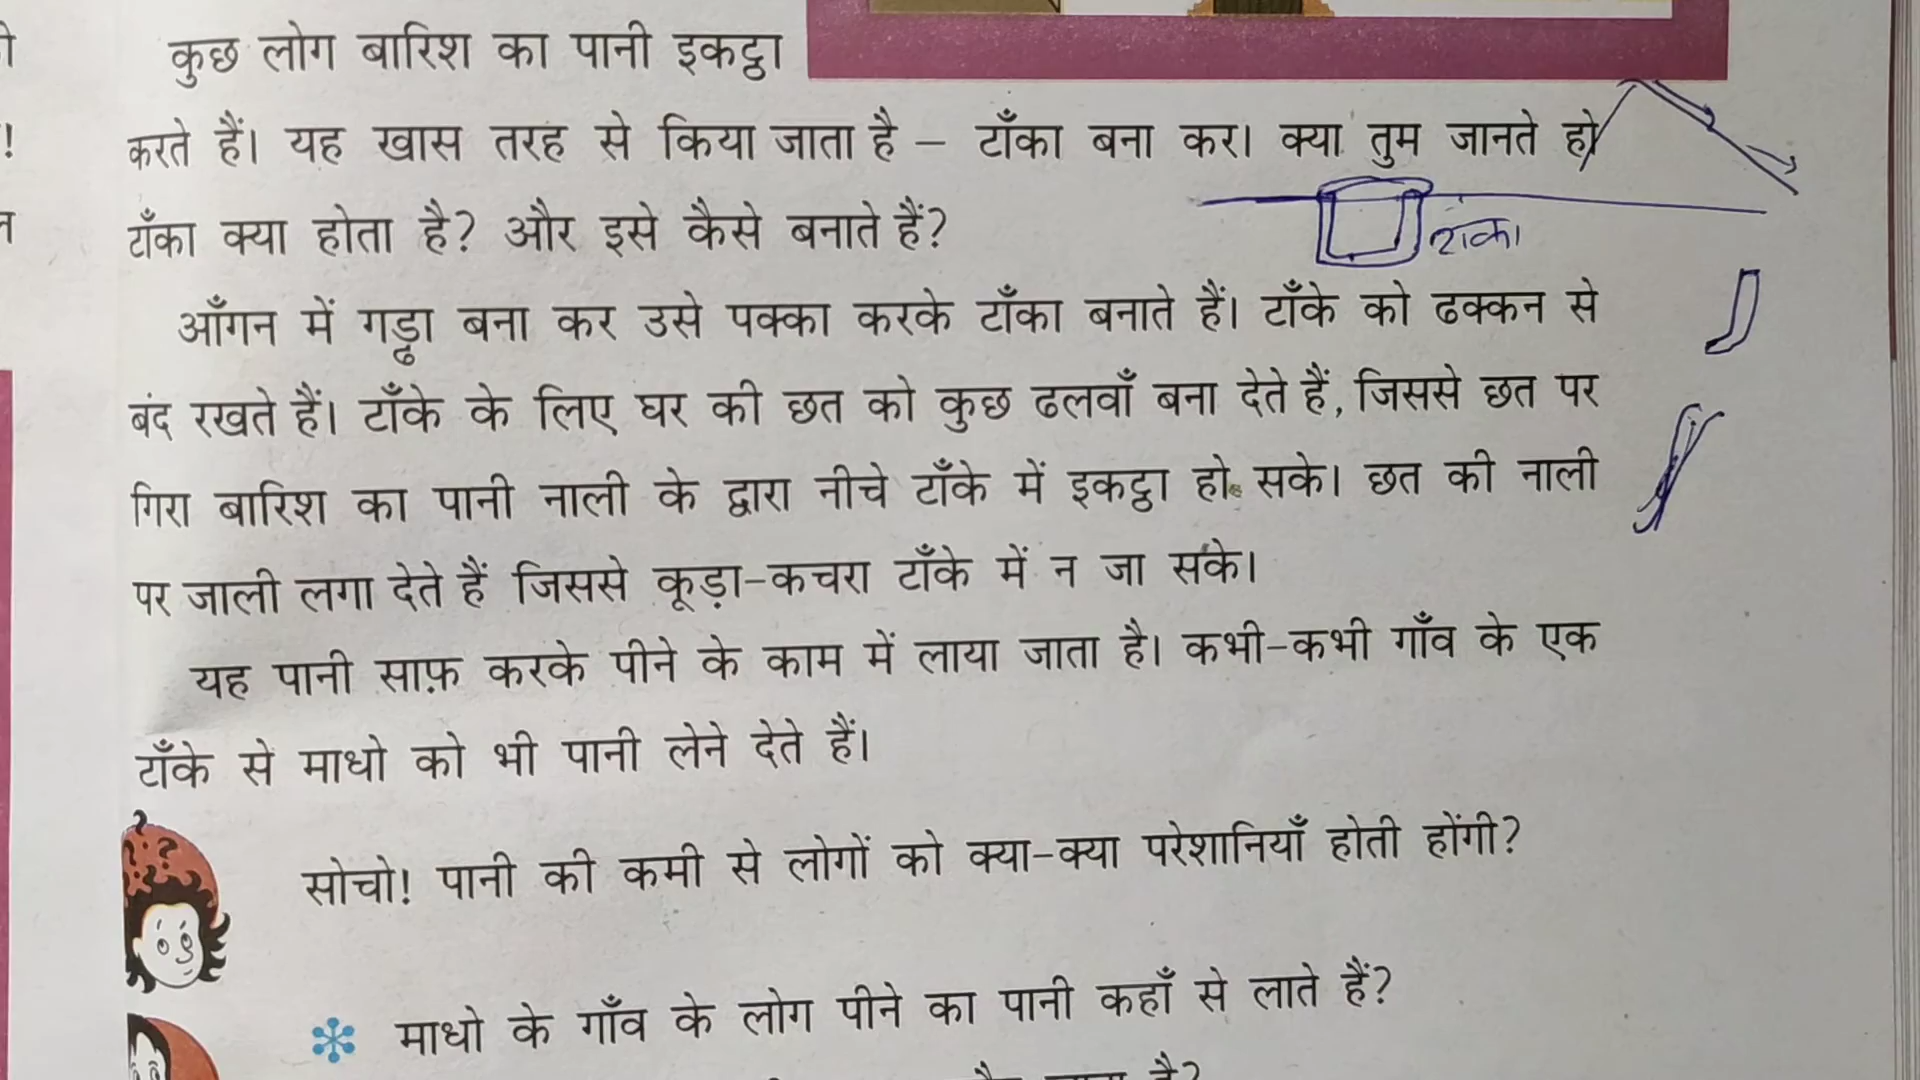 कुछ लोग बारिश का पानी इकट्ठा
करते हैं। यह खास तरह से किया जाता है – टाँका बना कर। क्या तुम जानते हो
टाँका क्या होता है? और इसे कैसे बनाते हैं?
टांका
आँगन में गड्ढा बना कर उसे पक्का करके टाँका बनाते हैं। टाँके को ढक्कन से
बंद रखते हैं। टाँके के लिए घर की छत को कुछ ढलवाँ बना देते हैं, जिससे छत पर
गिरा बारिश का पानी नाली के द्वारा नीचे टाँके में इकट्ठा हो सके। छत की नाली
पर जाली लगा देते हैं जिससे कूड़ा-कचरा टाँके में न जा सके।
यह पानी साफ़ करके पीने के काम में लाया जाता है। कभी-कभी गाँव के एक
टाँके से माधो को भी पानी लेने देते हैं।
सोचो! पानी की कमी से लोगों को क्या-क्या परेशानियाँ होती होंगी?
माधो के गाँव के लोग पीने का पानी कहाँ से लाते हैं?